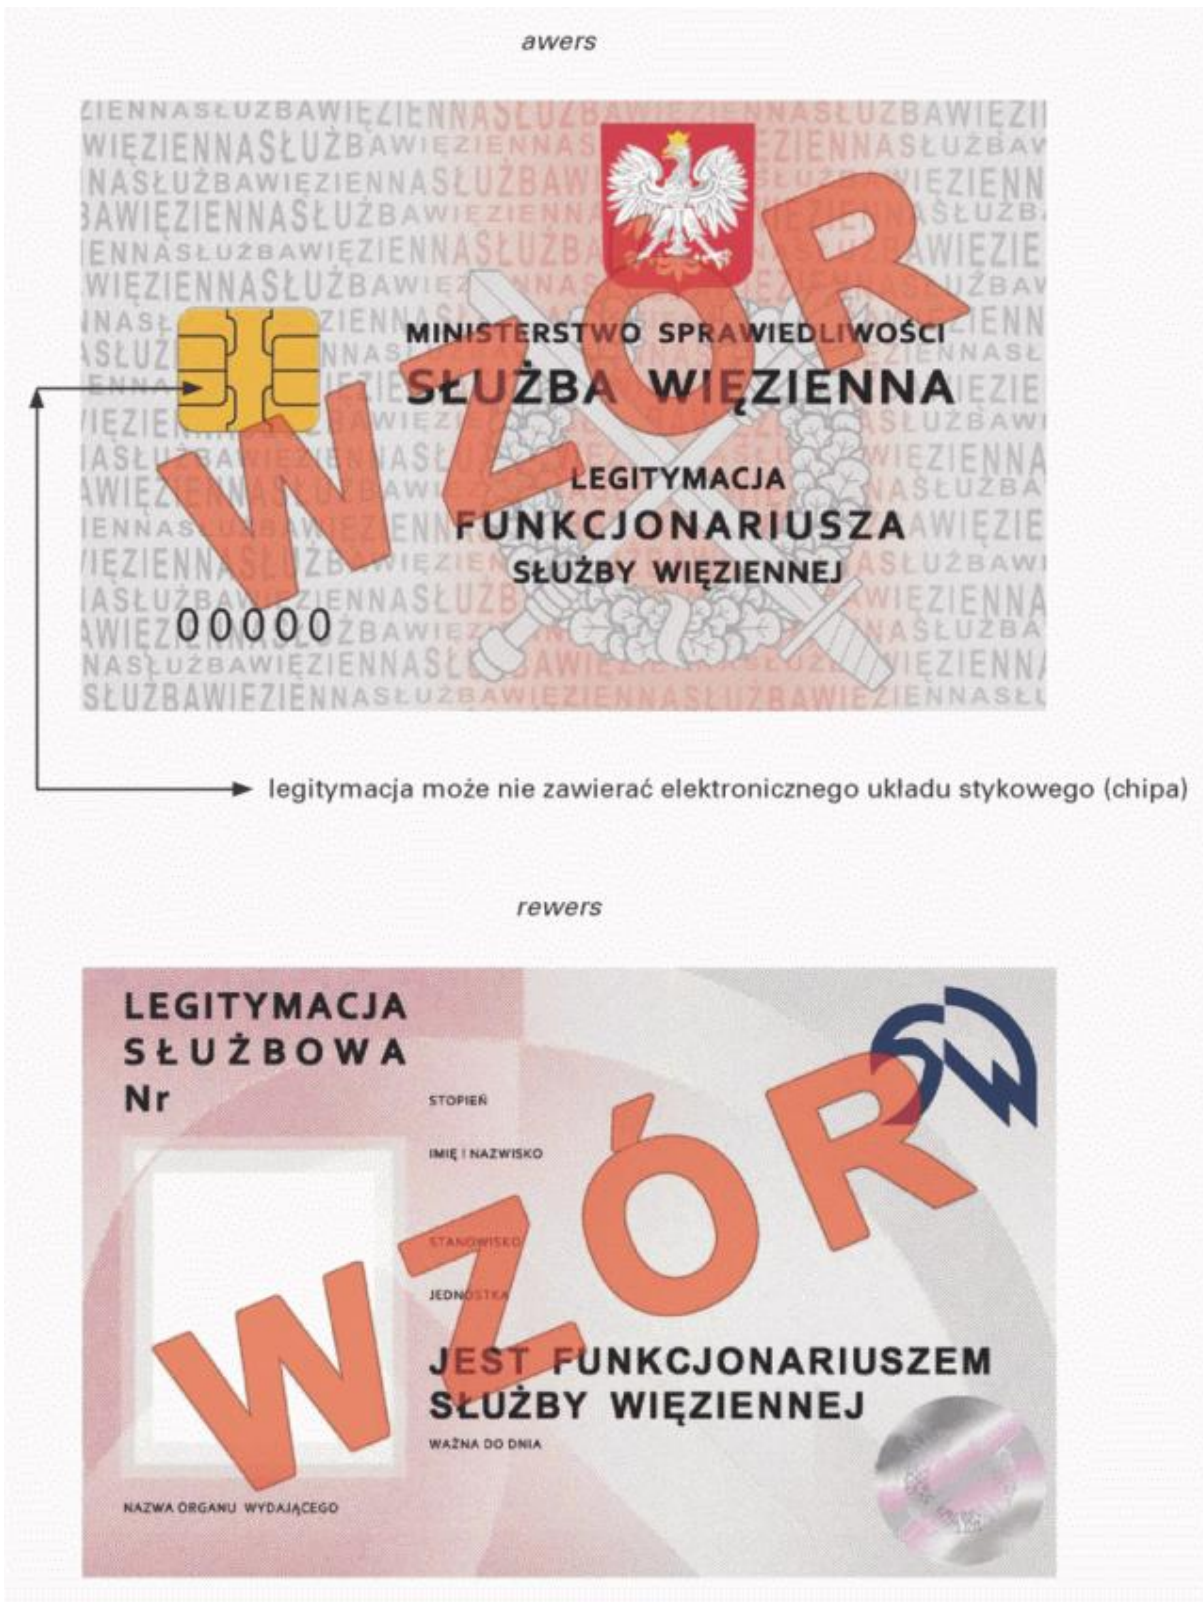 awers
MINISTERSTWO SPRAWIEDLIWOŚCI
SŁUŻBA WIĘZIENNA
LEGITYMACJA
FUNKCJONARIUSZA
SŁUŻBY WIĘZIENNEJ
00000
WZÓR
legitymacja może nie zawierać elektronicznego układu stykowego (chipa)
rewers
LEGITYMACJA
SŁUŻBOWA
Nr
SW
STOPIEŃ
IMIĘ I NAZWISKO
STANOWISKO
JEDNOSTKA
JEST FUNKCJONARIUSZEM
SŁUŻBY WIĘZIENNEJ
WAŻNA DO DNIA
NAZWA ORGANU WYDAJĄCEGO
WZÓR